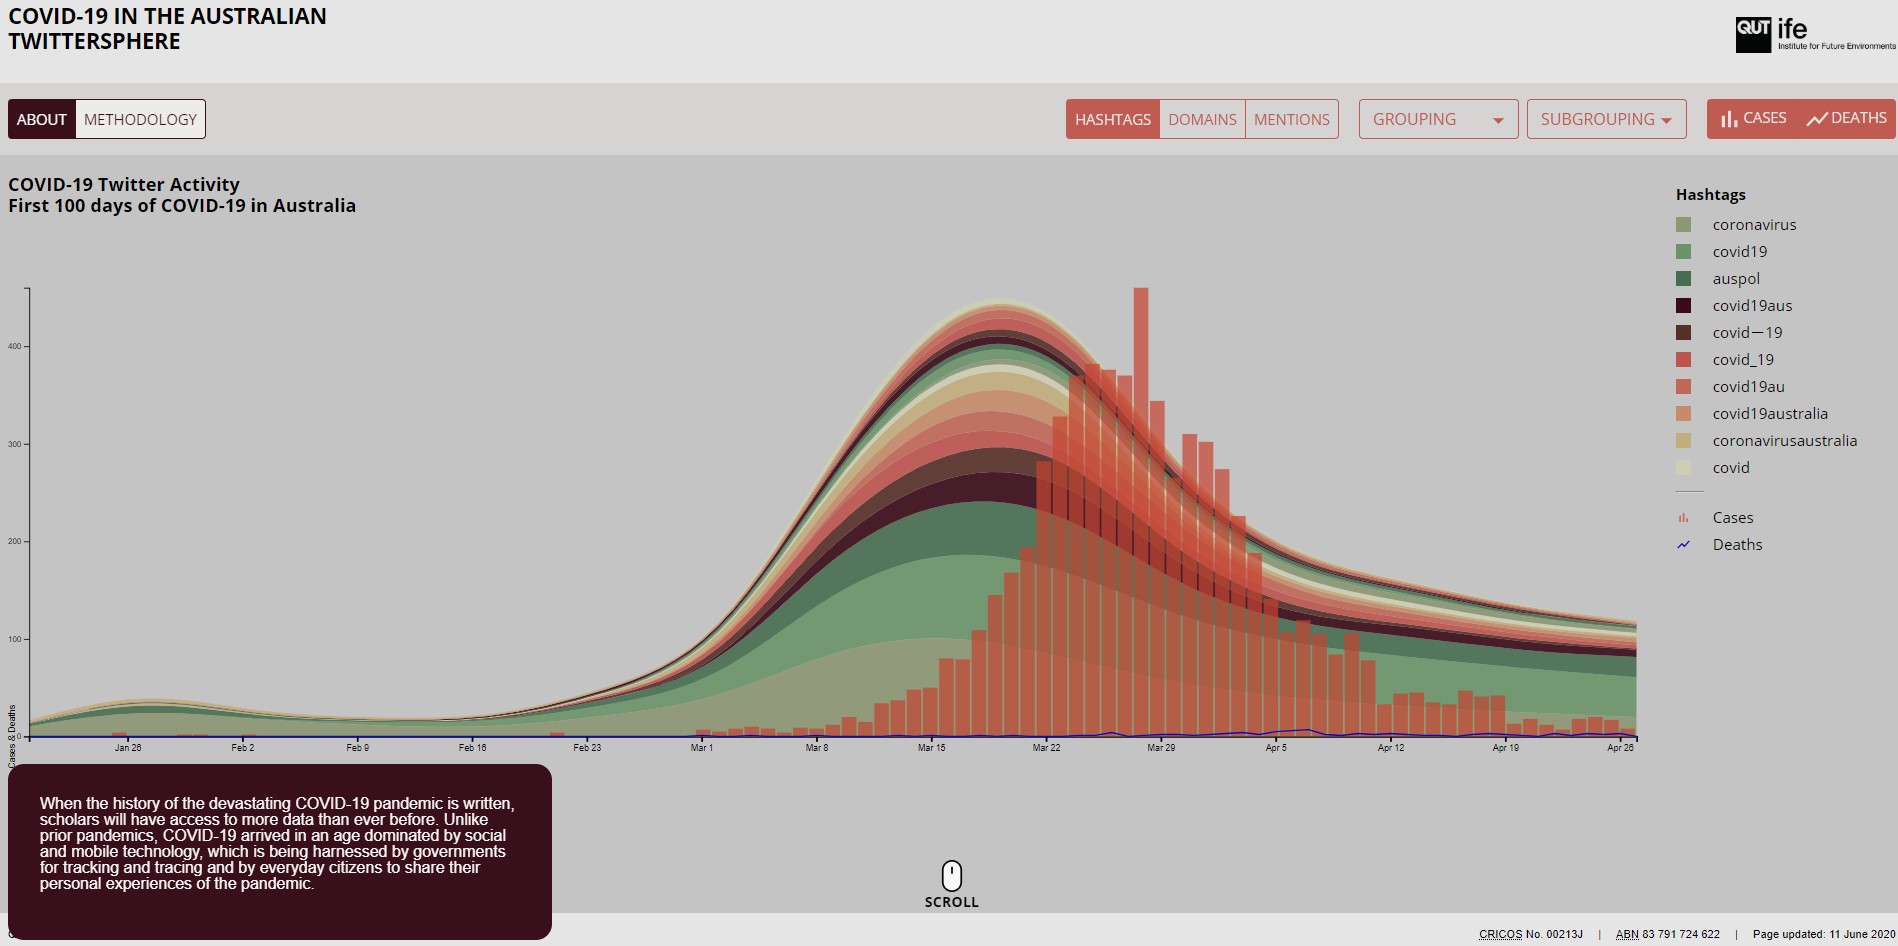 COVID-19 IN THE AUSTRALIAN
TWITTERSPHERE
QUT ife
Institute for Future Environments
ABOUT METHODOLOGY
HASHTAGS DOMAINS MENTIONS GROUPING SUBGROUPING CASES DEATHS
COVID-19 Twitter Activity
First 100 days of COVID-19 in Australia
Hashtags
coronavirus
covid19
auspol
covid19aus
covid—19
covid_19
covid19au
covid19australia
coronavirusaustralia
covid
Cases
Deaths
400
300
200
100
0
Cases & Deaths
Jan 26 Feb 2 Feb 9 Feb 16 Feb 23 Mar 1 Mar 8 Mar 15 Mar 22 Mar 29 Apr 5 Apr 12 Apr 19 Apr 26
When the history of the devastating COVID-19 pandemic is written,
scholars will have access to more data than ever before. Unlike
prior pandemics, COVID-19 arrived in an age dominated by social
and mobile technology, which is being harnessed by governments
for tracking and tracing and by everyday citizens to share their
personal experiences of the pandemic.
SCROLL
CRICOS No. 00213J | ABN 83 791 724 622 | Page updated: 11 June 2020